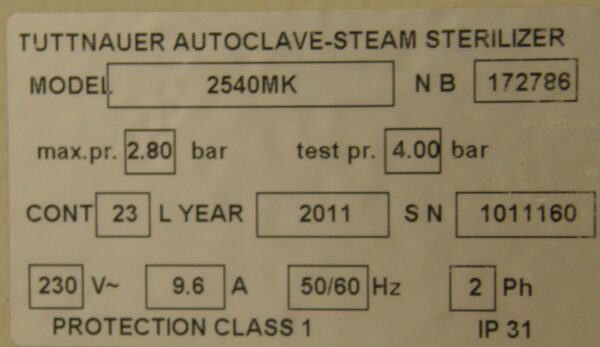 TUTTNAUER AUTOCLAVE-STEAM STERILIZER
MODEL 2540MK N B 172786
max.pr. 2.80 bar test pr. 4.00 bar
CONT 23 L YEAR 2011 S N 1011160
230 V~ 9.6 A 50/60 Hz 2 Ph
PROTECTION CLASS 1 IP 31